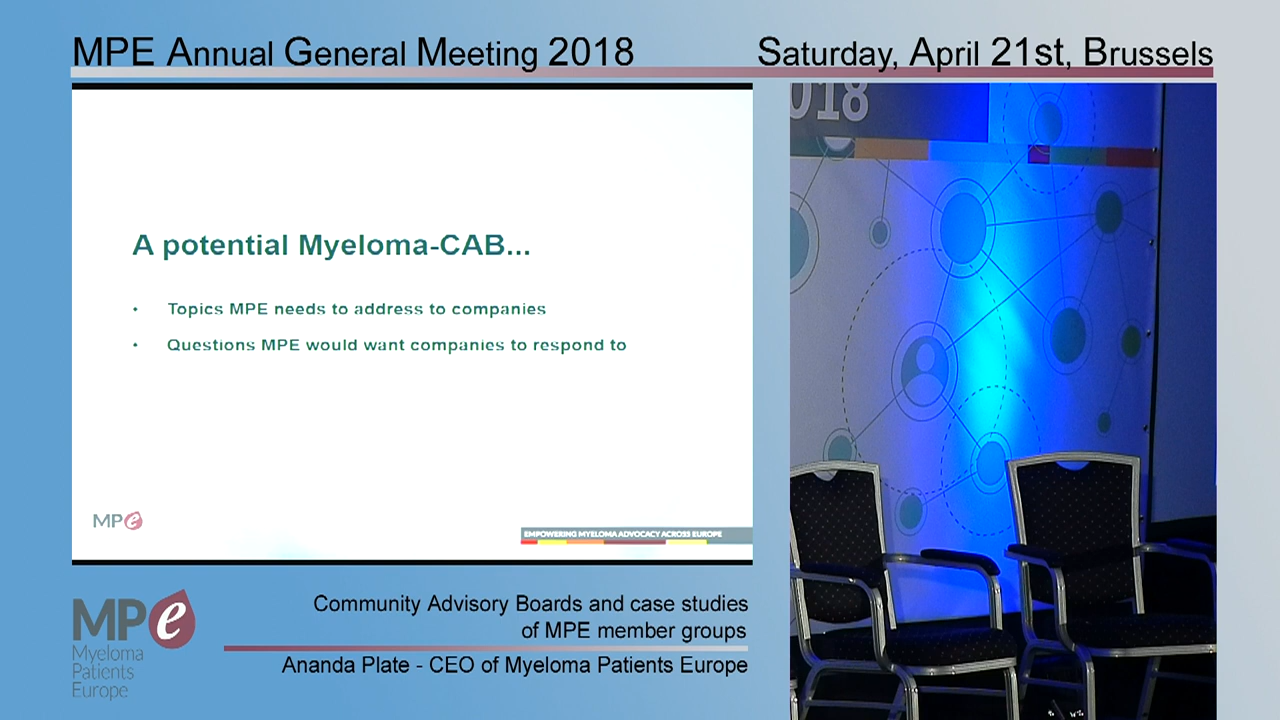 MPE Annual General Meeting 2018
Saturday, April 21st, Brussels
A potential Myeloma-CAB...
• Topics MPE needs to address to companies
• Questions MPE would want companies to respond to
MPe
EMPOWERING MYELOMA ADVOCACY ACROSS EUROPE
018
MPe
Myeloma
Patients
Europe
Community Advisory Boards and case studies
of MPE member groups
Ananda Plate - CEO of Myeloma Patients Europe